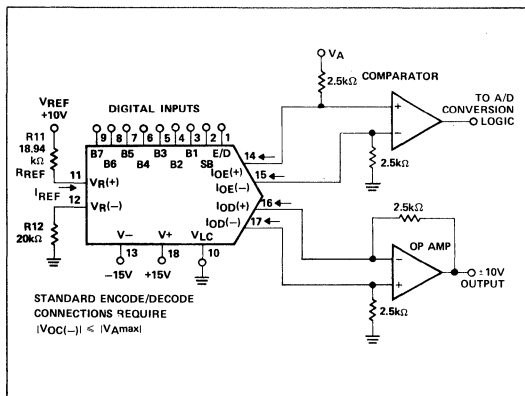 VA
2.5kΩ
COMPARATOR
TO A/D
CONVERSION
LOGIC
VREF
+10V
DIGITAL INPUTS
R11
18.94
kΩ
RREF
IREF
9 8 7 6 5 4 3 2 1
B7 B5 B3 B1 E/D
B6 B4 B2 SB
11
VR(+)
12
VR(−)
IOE(+)
14
IOE(−)
15
IOD(+)
16
IOD(−)
17
+
−
2.5kΩ
2.5kΩ
R12
20kΩ
V− V+ VLC
13 18 10
−15V +15V
OP AMP
−
+
±10V
OUTPUT
2.5kΩ
STANDARD ENCODE/DECODE
CONNECTIONS REQUIRE
|VOC(−)| ≤ |VAmax|